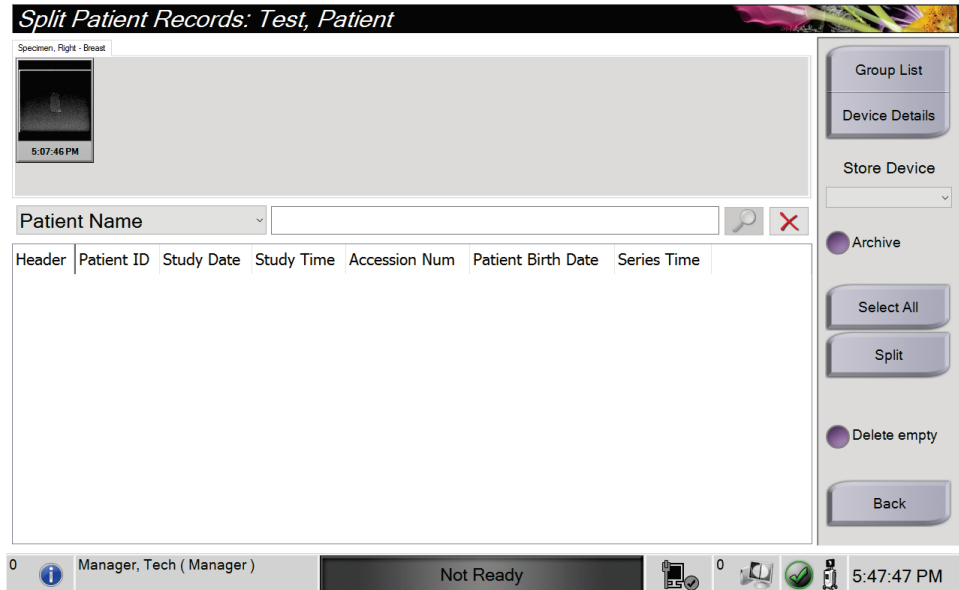 Split Patient Records: Test, Patient
Specimen, Right - Breast
5:07:46 PM
Group List
Device Details
Store Device
Patient Name
Archive
Header Patient ID Study Date Study Time Accession Num Patient Birth Date Series Time
Select All
Split
Delete empty
Back
0 Manager, Tech ( Manager ) Not Ready 0 5:47:47 PM